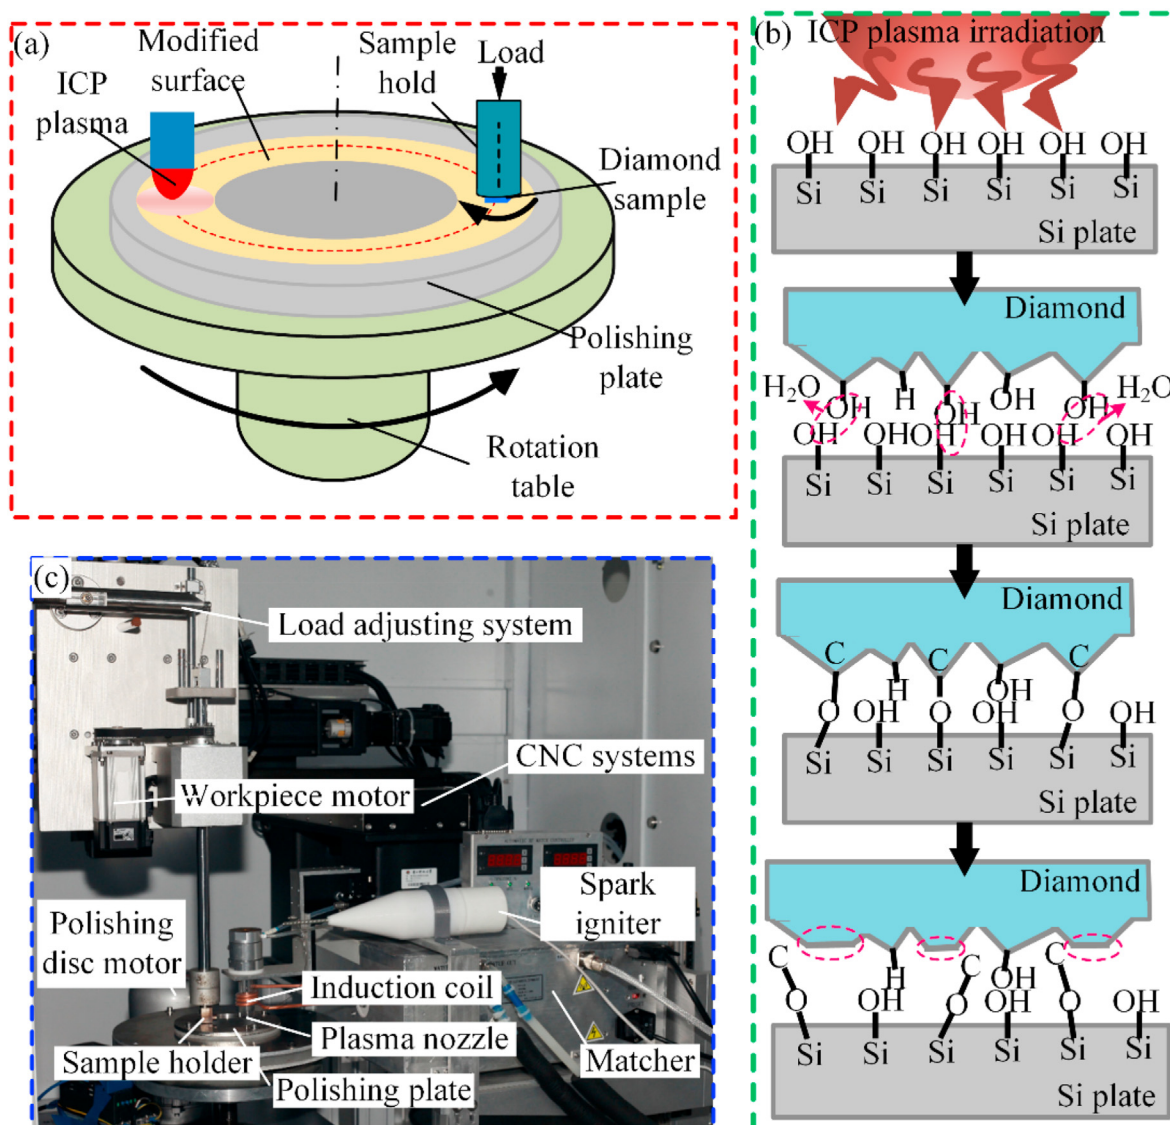 (a)
Modified
surface
Sample
hold
Load
ICP
plasma
Diamond
sample
Polishing
plate
Rotation
table
(b)
ICP plasma irradiation
OH OH OH OH OH OH
Si Si Si Si Si Si
Si plate
Diamond
H₂O H OH H₂O
OH OH OH
OH OH OH OH OH OH
Si Si Si Si Si Si
Si plate
Diamond
C C C
H OH
O OH O OH O OH
Si Si Si Si Si Si
Si plate
Diamond
C H C OH C
O OH O OH O OH
Si Si Si Si Si Si
Si plate
(c)
Load adjusting system
CNC systems
Workpiece motor
Spark
igniter
Polishing
disc motor
Induction coil
Plasma nozzle
Sample holder
Matcher
Polishing plate